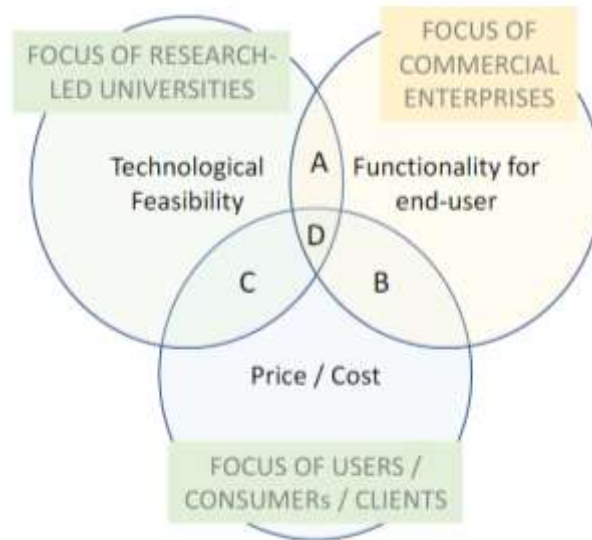 FOCUS OF RESEARCH-
LED UNIVERSITIES
FOCUS OF
COMMERCIAL
ENTERPRISES
Technological
Feasibility
A
Functionality for
end-user
D
C
B
Price / Cost
FOCUS OF USERS /
CONSUMERs / CLIENTS